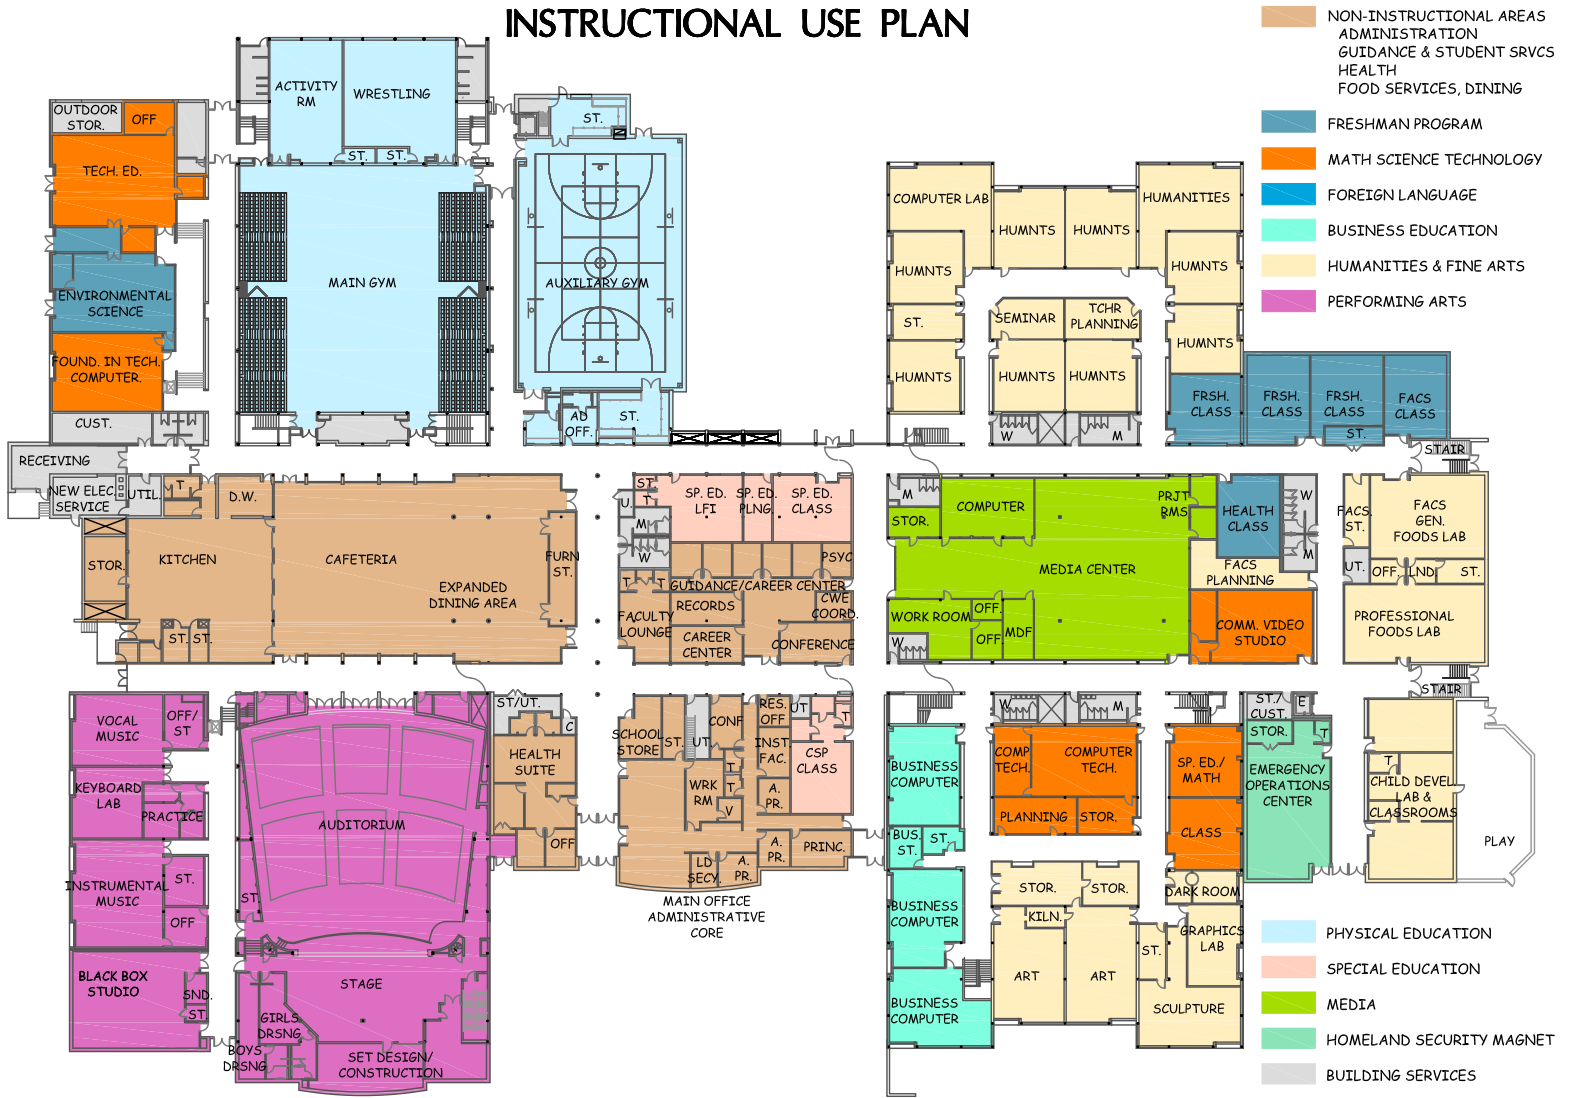 INSTRUCTIONAL USE PLAN
NON-INSTRUCTIONAL AREAS
ADMINISTRATION
GUIDANCE & STUDENT SRVCS
HEALTH
FOOD SERVICES, DINING
FRESHMAN PROGRAM
MATH SCIENCE TECHNOLOGY
FOREIGN LANGUAGE
BUSINESS EDUCATION
HUMANITIES & FINE ARTS
PERFORMING ARTS
OUTDOOR
STOR.
OFF
TECH. ED.
ENVIRONMENTAL
SCIENCE
FOUND. IN TECH.
COMPUTER.
CUST.
ACTIVITY
RM
WRESTLING
ST.
ST.
MAIN GYM
ST.
AUXILIARY GYM
AD
OFF.
ST.
COMPUTER LAB
HUMNTS
HUMNTS
HUMANITIES
HUMNTS
HUMNTS
ST.
SEMINAR
TCHR
PLANNING
HUMNTS
HUMNTS
HUMNTS
HUMNTS
W
M
FRSH.
CLASS
FRSH.
CLASS
FRSH.
CLASS
FACS
CLASS
ST.
STAIR
RECEIVING
NEW ELEC.
SERVICE
UTIL.
T
D.W.
STOR.
KITCHEN
CAFETERIA
EXPANDED
DINING AREA
FURN
ST.
ST.
ST.
ST.
T
U.
M
W
SP. ED.
LFI
SP. ED.
PLNG.
SP. ED.
CLASS
PSYC
T
T
GUIDANCE/CAREER CENTER
FACULTY
LOUNGE
RECORDS
CWE
COORD.
CAREER
CENTER
CONFERENCE
M
STOR.
COMPUTER
PRJT
RMS
HEALTH
CLASS
W
M
MEDIA CENTER
FACS
PLANNING
WORK ROOM
OFF.
OFF
MDF
W
COMM. VIDEO
STUDIO
FACS.
ST.
FACS
GEN.
FOODS LAB
UT.
OFF.
LND.
ST.
PROFESSIONAL
FOODS LAB
STAIR
VOCAL
MUSIC
OFF/
ST
KEYBOARD
LAB
PRACTICE
INSTRUMENTAL
MUSIC
ST.
OFF
BLACK BOX
STUDIO
SND.
ST.
AUDITORIUM
ST.
STAGE
GIRLS
DRSNG
BOYS
DRSNG
SET DESIGN/
CONSTRUCTION
ST/UT.
C
HEALTH
SUITE
OFF
SCHOOL
STORE
ST.
UT.
CONF
RES.
OFF
UT
T
INST.
FAC.
CSP
CLASS
WRK
RM
T
T
V
A.
PR.
A.
PR.
PRINC.
LD
SECY.
A.
PR.
MAIN OFFICE
ADMINISTRATIVE
CORE
BUSINESS
COMPUTER
BUS.
ST.
ST.
BUSINESS
COMPUTER
BUSINESS
COMPUTER
W
M
COMP
TECH.
COMPUTER
TECH.
PLANNING
STOR.
SP. ED./
MATH
CLASS
STOR.
STOR.
KILN.
ART
ART
DARK ROOM
GRAPHICS
LAB
ST.
SCULPTURE
ST./
CUST.
E
STOR.
T
EMERGENCY
OPERATIONS
CENTER
T
CHILD DEVEL.
LAB &
CLASSROOMS
PLAY
PHYSICAL EDUCATION
SPECIAL EDUCATION
MEDIA
HOMELAND SECURITY MAGNET
BUILDING SERVICES